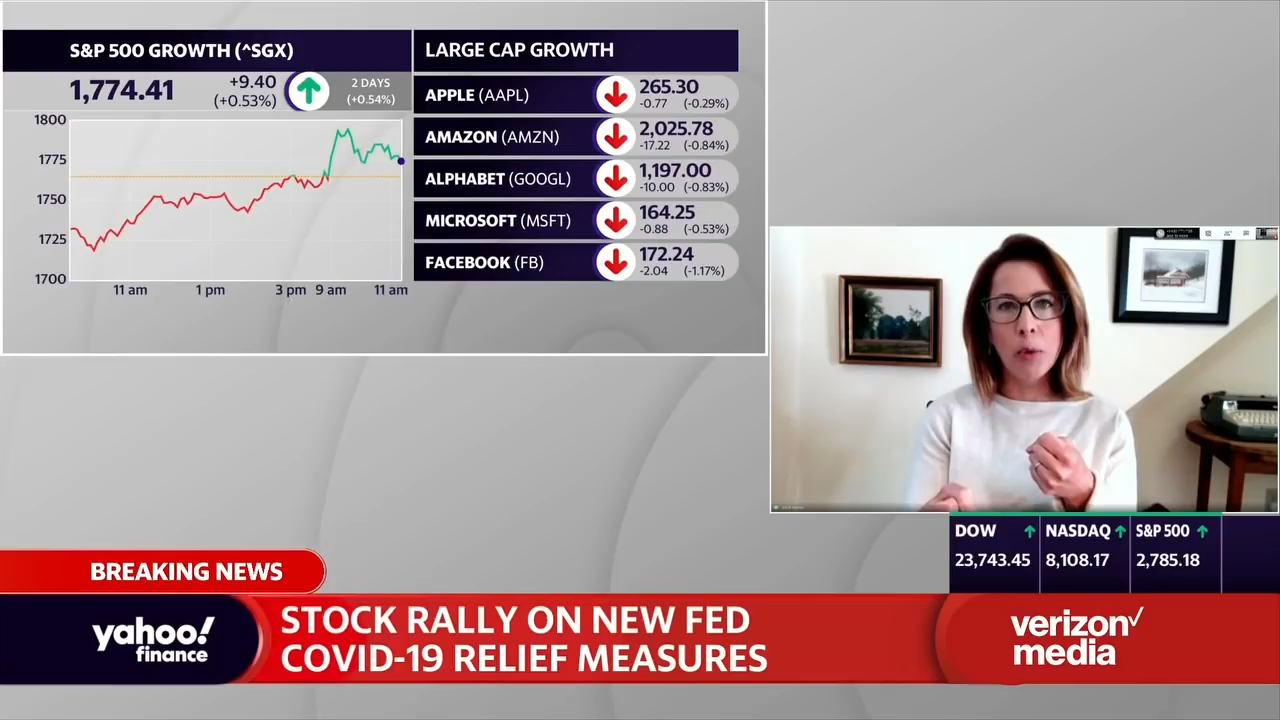 S&P 500 GROWTH (^SGX)
1,774.41
+9.40
(+0.53%)
2 DAYS
(+0.54%)
1800
1775
1750
1725
1700
11 am
1 pm
3 pm
9 am
11 am
LARGE CAP GROWTH
APPLE (AAPL)
265.30
-0.77 (-0.29%)
AMAZON (AMZN)
2,025.78
-17.22 (-0.84%)
ALPHABET (GOOGL)
1,197.00
-10.00 (-0.83%)
MICROSOFT (MSFT)
164.25
-0.88 (-0.53%)
FACEBOOK (FB)
172.24
-2.04 (-1.17%)
DOW
23,743.45
NASDAQ
8,108.17
S&P 500
2,785.18
BREAKING NEWS
yahoo!
finance
STOCK RALLY ON NEW FED
COVID-19 RELIEF MEASURES
verizon✓
media